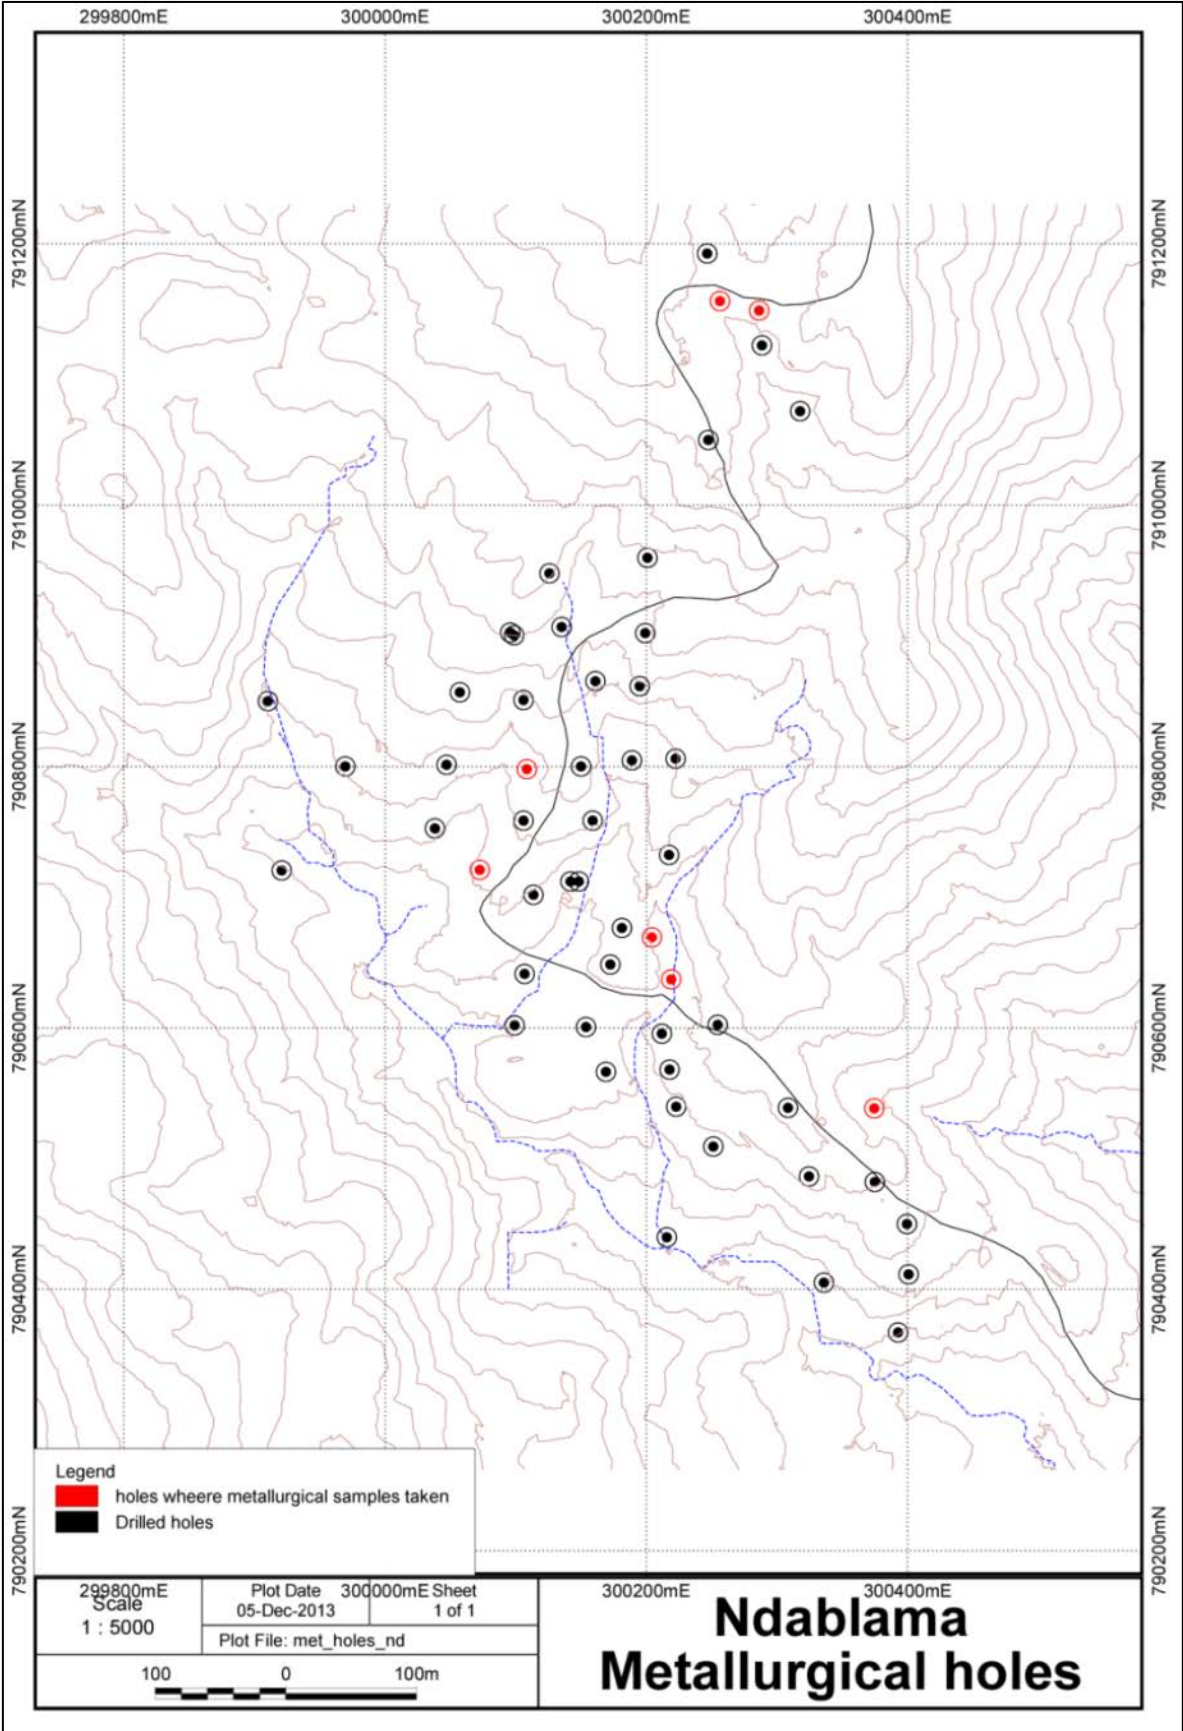 299800mE 300000mE 300200mE 300400mE
791200mN 791200mN
791000mN 791000mN
790800mN 790800mN
790600mN 790600mN
790400mN 790400mN
790200mN 790200mN
Legend
holes wheere metallurgical samples taken
Drilled holes
299800mE 300000mE 300200mE 300400mE
Scale
1 : 5000
Plot Date
05-Dec-2013
Sheet
1 of 1
Plot File: met_holes_nd
100 0 100m
Ndablama
Metallurgical holes